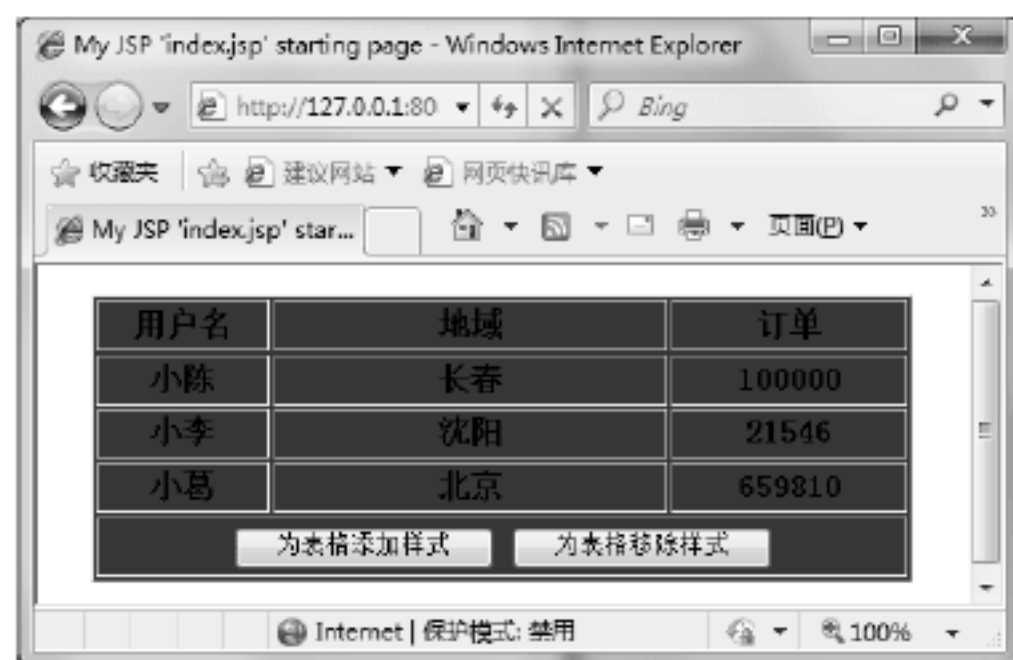 My JSP 'index.jsp' starting page - Windows Internet Explorer
http://127.0.0.1:80 Bing
收藏夹 建议网站 网页快讯库
My JSP 'index.jsp' star... 页面(P)
用户名 地域 订单
小陈 长春 100000
小李 沈阳 21546
小葛 北京 659810
为表格添加样式 为表格移除样式
Internet | 保护模式: 禁用 100%